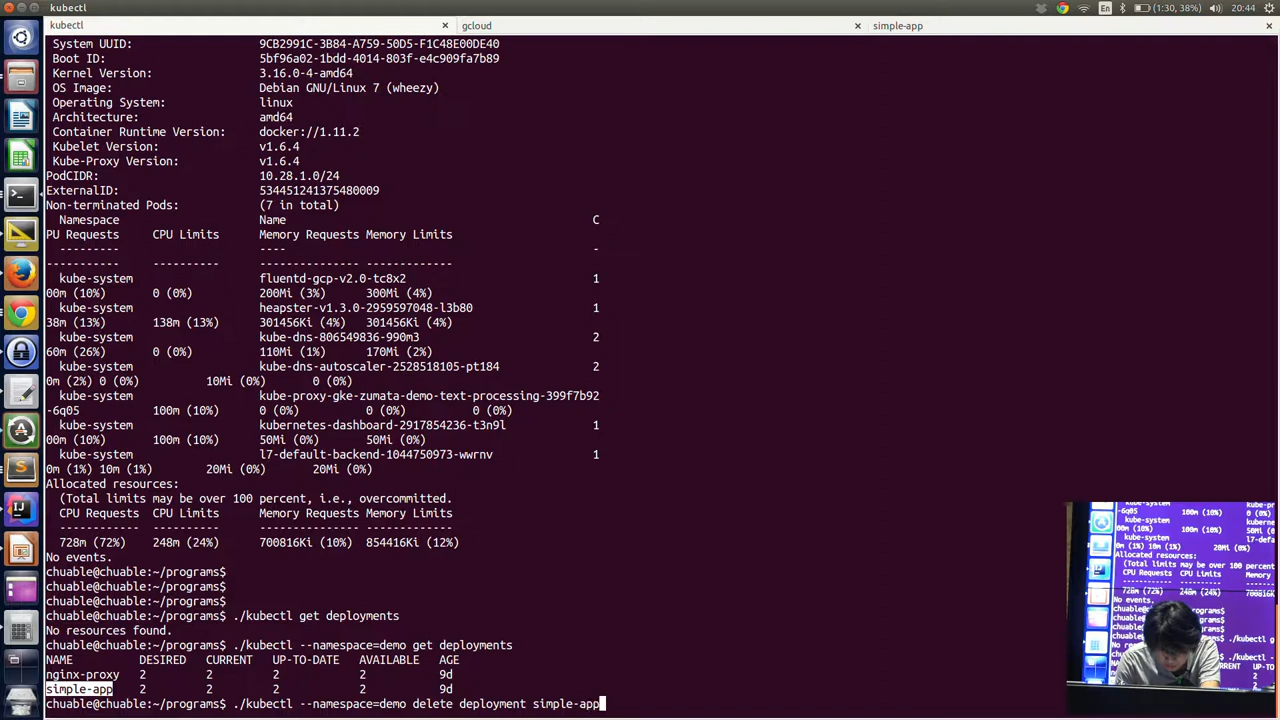 kubectl
En
(1:30, 38%)
20:44
kubectl
gcloud
simple-app
System UUID: 9CB2991C-3B84-A759-50D5-F1C48E00DE40
Boot ID: 5bf96a02-1bdd-4014-803f-e4c909fa7b89
Kernel Version: 3.16.0-4-amd64
OS Image: Debian GNU/Linux 7 (wheezy)
Operating System: linux
Architecture: amd64
Container Runtime Version: docker://1.11.2
Kubelet Version: v1.6.4
Kube-Proxy Version: v1.6.4
PodCIDR: 10.28.1.0/24
ExternalID: 534451241375480009
Non-terminated Pods: (7 in total)
Namespace Name C
PU Requests CPU Limits Memory Requests Memory Limits
--------- ---- -
---------- ---------- --------------- -------------
kube-system fluentd-gcp-v2.0-tc8x2 1
00m (10%) 0 (0%) 200Mi (3%) 300Mi (4%)
kube-system heapster-v1.3.0-2959597048-l3b80 1
38m (13%) 138m (13%) 301456Ki (4%) 301456Ki (4%)
kube-system kube-dns-806549836-990m3 2
60m (26%) 0 (0%) 110Mi (1%) 170Mi (2%)
kube-system kube-dns-autoscaler-2528518105-pt184 2
0m (2%) 0 (0%) 10Mi (0%) 0 (0%)
kube-system kube-proxy-gke-zumata-demo-text-processing-399f7b92
-6q05 100m (10%) 0 (0%) 0 (0%) 0 (0%)
kube-system kubernetes-dashboard-2917854236-t3n9l 1
00m (10%) 100m (10%) 50Mi (0%) 50Mi (0%)
kube-system l7-default-backend-1044750973-wwrnv 1
0m (1%) 10m (1%) 20Mi (0%) 20Mi (0%)
Allocated resources:
(Total limits may be over 100 percent, i.e., overcommitted.
CPU Requests CPU Limits Memory Requests Memory Limits
------------ ---------- --------------- -------------
728m (72%) 248m (24%) 700816Ki (10%) 854416Ki (12%)
No events.
chuable@chuable:~/programs$
chuable@chuable:~/programs$
chuable@chuable:~/programs$
chuable@chuable:~/programs$ ./kubectl get deployments
No resources found.
chuable@chuable:~/programs$ ./kubectl --namespace=demo get deployments
NAME DESIRED CURRENT UP-TO-DATE AVAILABLE AGE
nginx-proxy 2 2 2 2 9d
simple-app 2 2 2 2 9d
chuable@chuable:~/programs$ ./kubectl --namespace=demo delete deployment simple-app